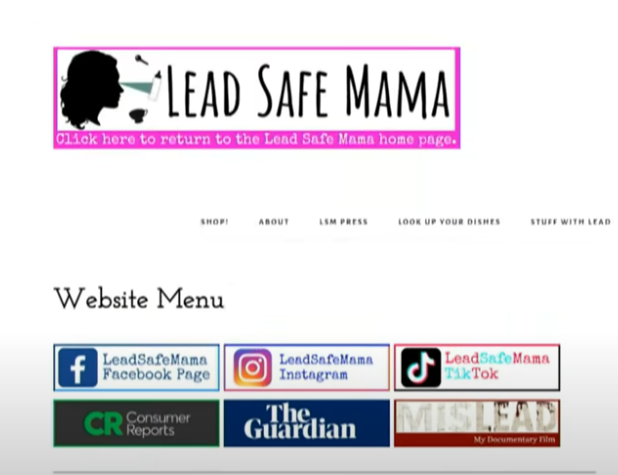 LEAD SAFE MAMA
Click here to return to the Lead Safe Mama home page.
SHOP! ABOUT LSM PRESS LOOK UP YOUR DISHES STUFF WITH LEAD
Website Menu
LeadSafeMama
Facebook Page
LeadSafeMama
Instagram
LeadSafeMama
TikTok
CR Consumer
Reports
The
Guardian
MISLEAD
My Documentary Film